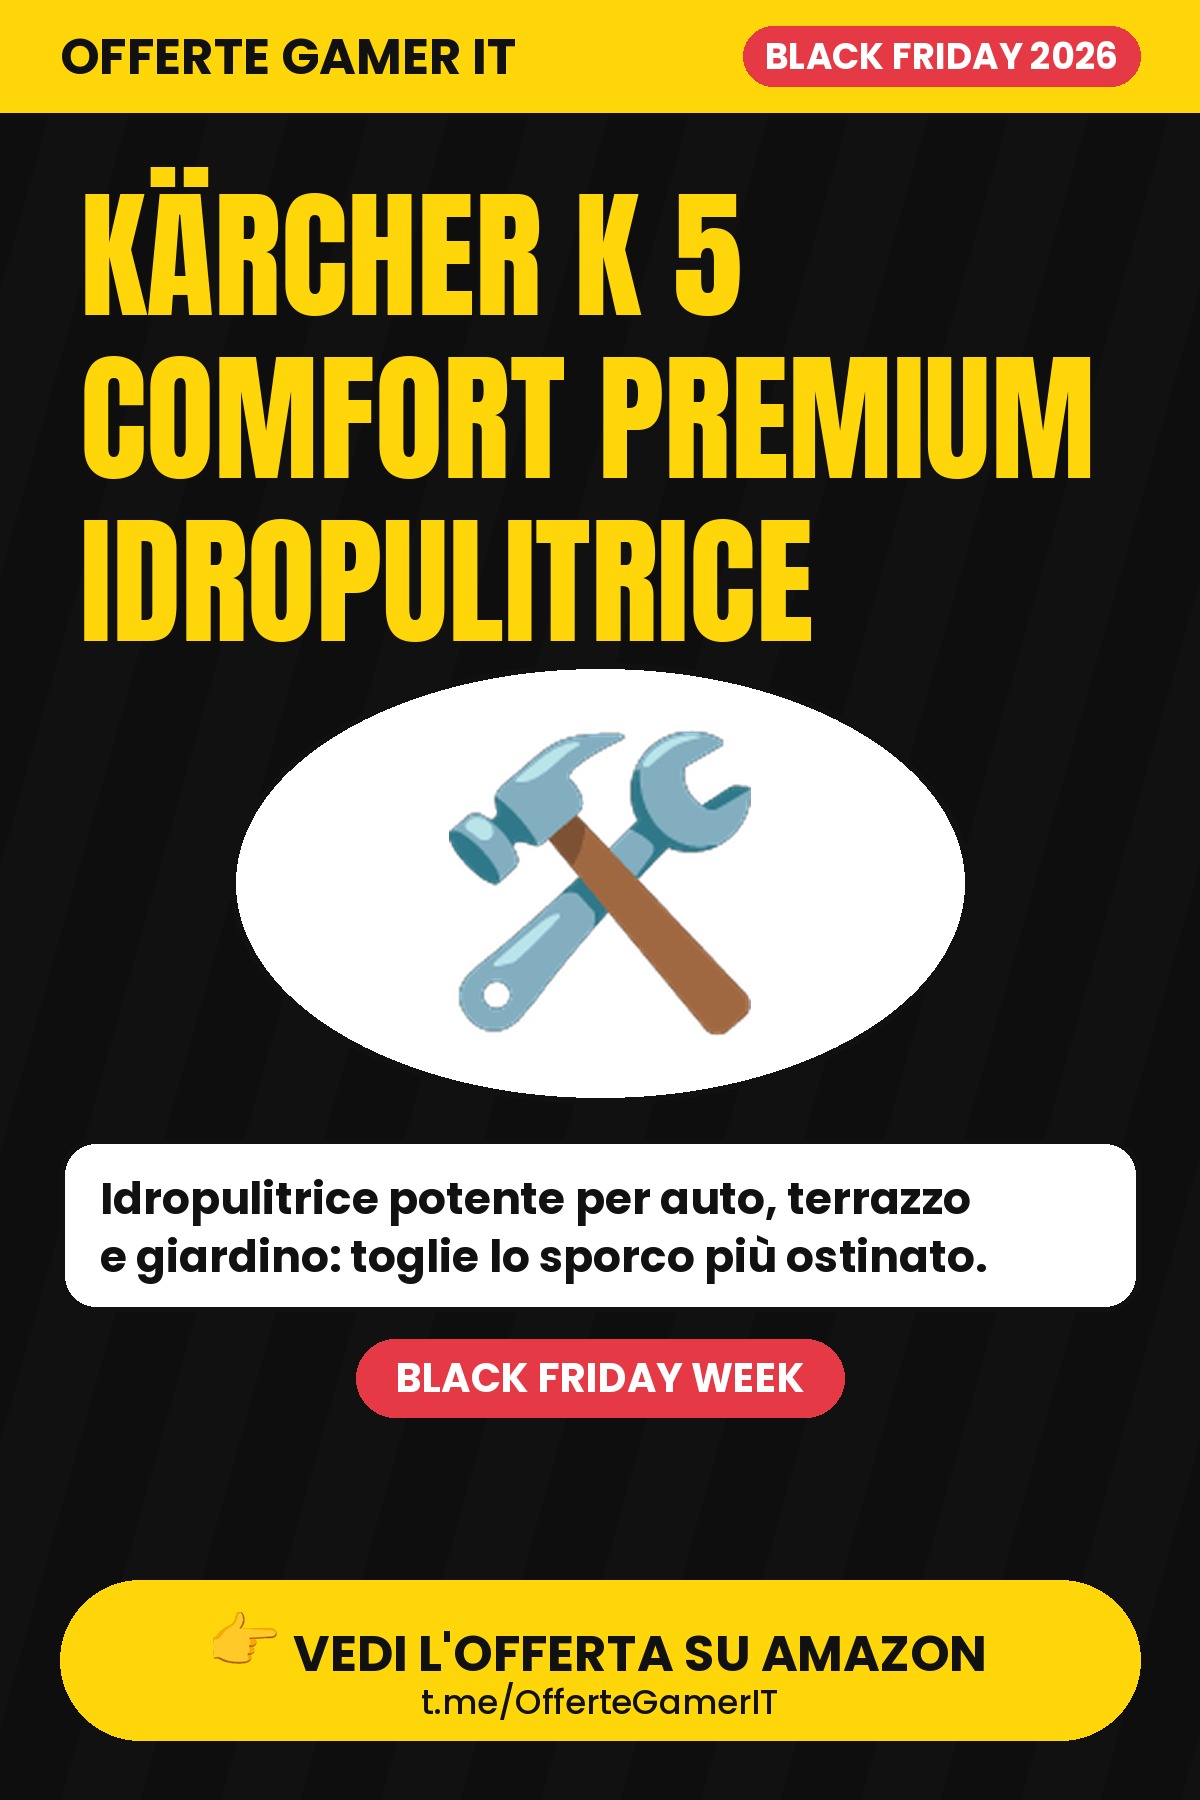 OFFERTE GAMER IT
BLACK FRIDAY 2026
KÄRCHER K 5
COMFORT PREMIUM
IDROPULITRICE
Idropulitrice potente per auto, terrazzo
e giardino: toglie lo sporco più ostinato.
BLACK FRIDAY WEEK
👉 VEDI L'OFFERTA SU AMAZON
t.me/OfferteGamerIT